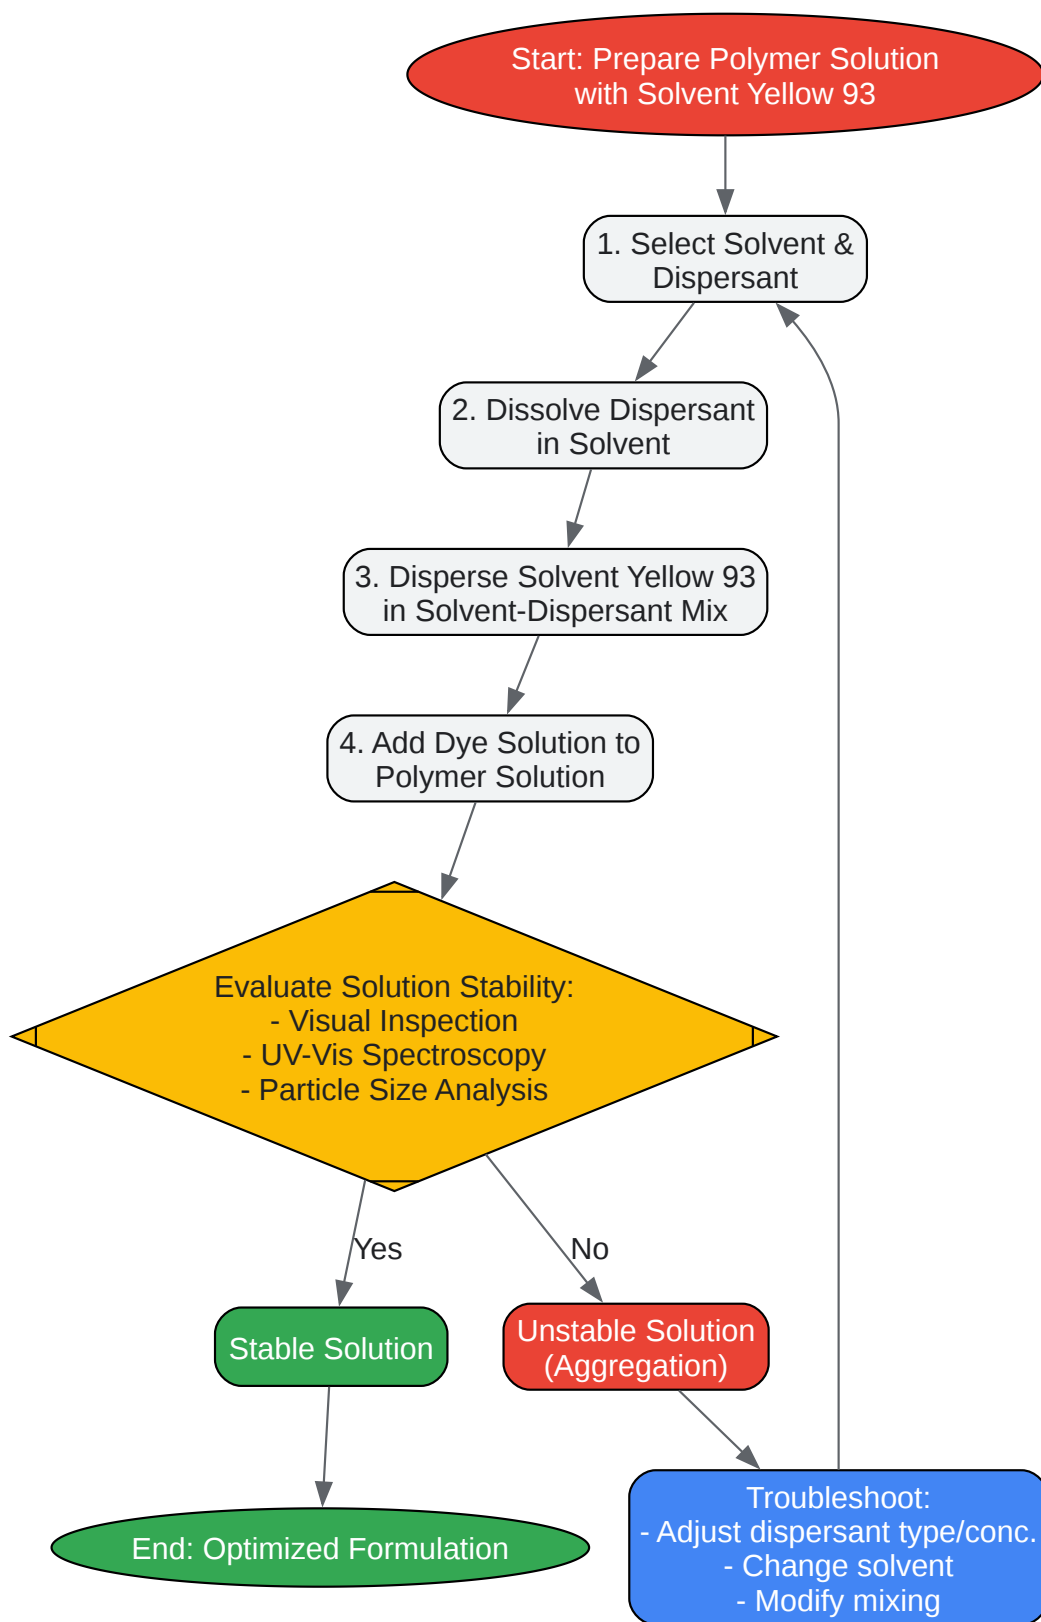 Start: Prepare Polymer Solution
with Solvent Yellow 93
1. Select Solvent &
Dispersant
2. Dissolve Dispersant
in Solvent
3. Disperse Solvent Yellow 93
in Solvent-Dispersant Mix
4. Add Dye Solution to
Polymer Solution
Evaluate Solution Stability:
- Visual Inspection
- UV-Vis Spectroscopy
- Particle Size Analysis
Yes
No
Stable Solution
Unstable Solution
(Aggregation)
End: Optimized Formulation
Troubleshoot:
- Adjust dispersant type/conc.
- Change solvent
- Modify mixing